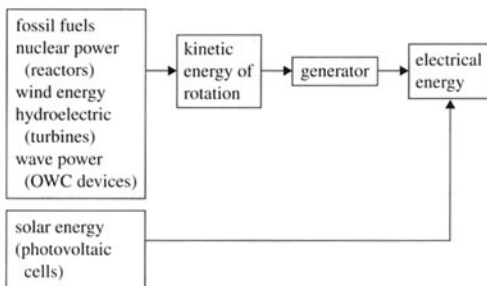 fossil fuels
nuclear power
(reactors)
wind energy
hydroelectric
(turbines)
wave power
(OWC devices)
kinetic
energy of
rotation
generator
electrical
energy
solar energy
(photovoltaic
cells)